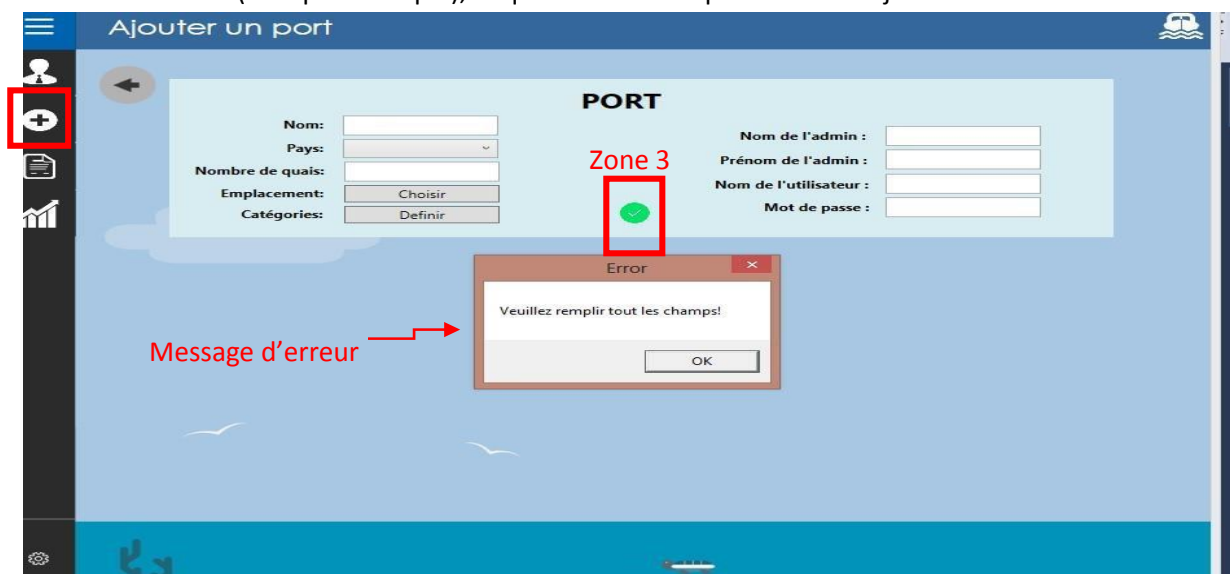 Ajouter un port
PORT
Nom:
Pays:
Nombre de quais:
Emplacement: Choisir
Catégories: Definir
Zone 3
Nom de l'admin :
Prénom de l'admin :
Nom de l'utilisateur :
Mot de passe :
Error
Veuillez remplir tout les champs!
OK
Message d’erreur